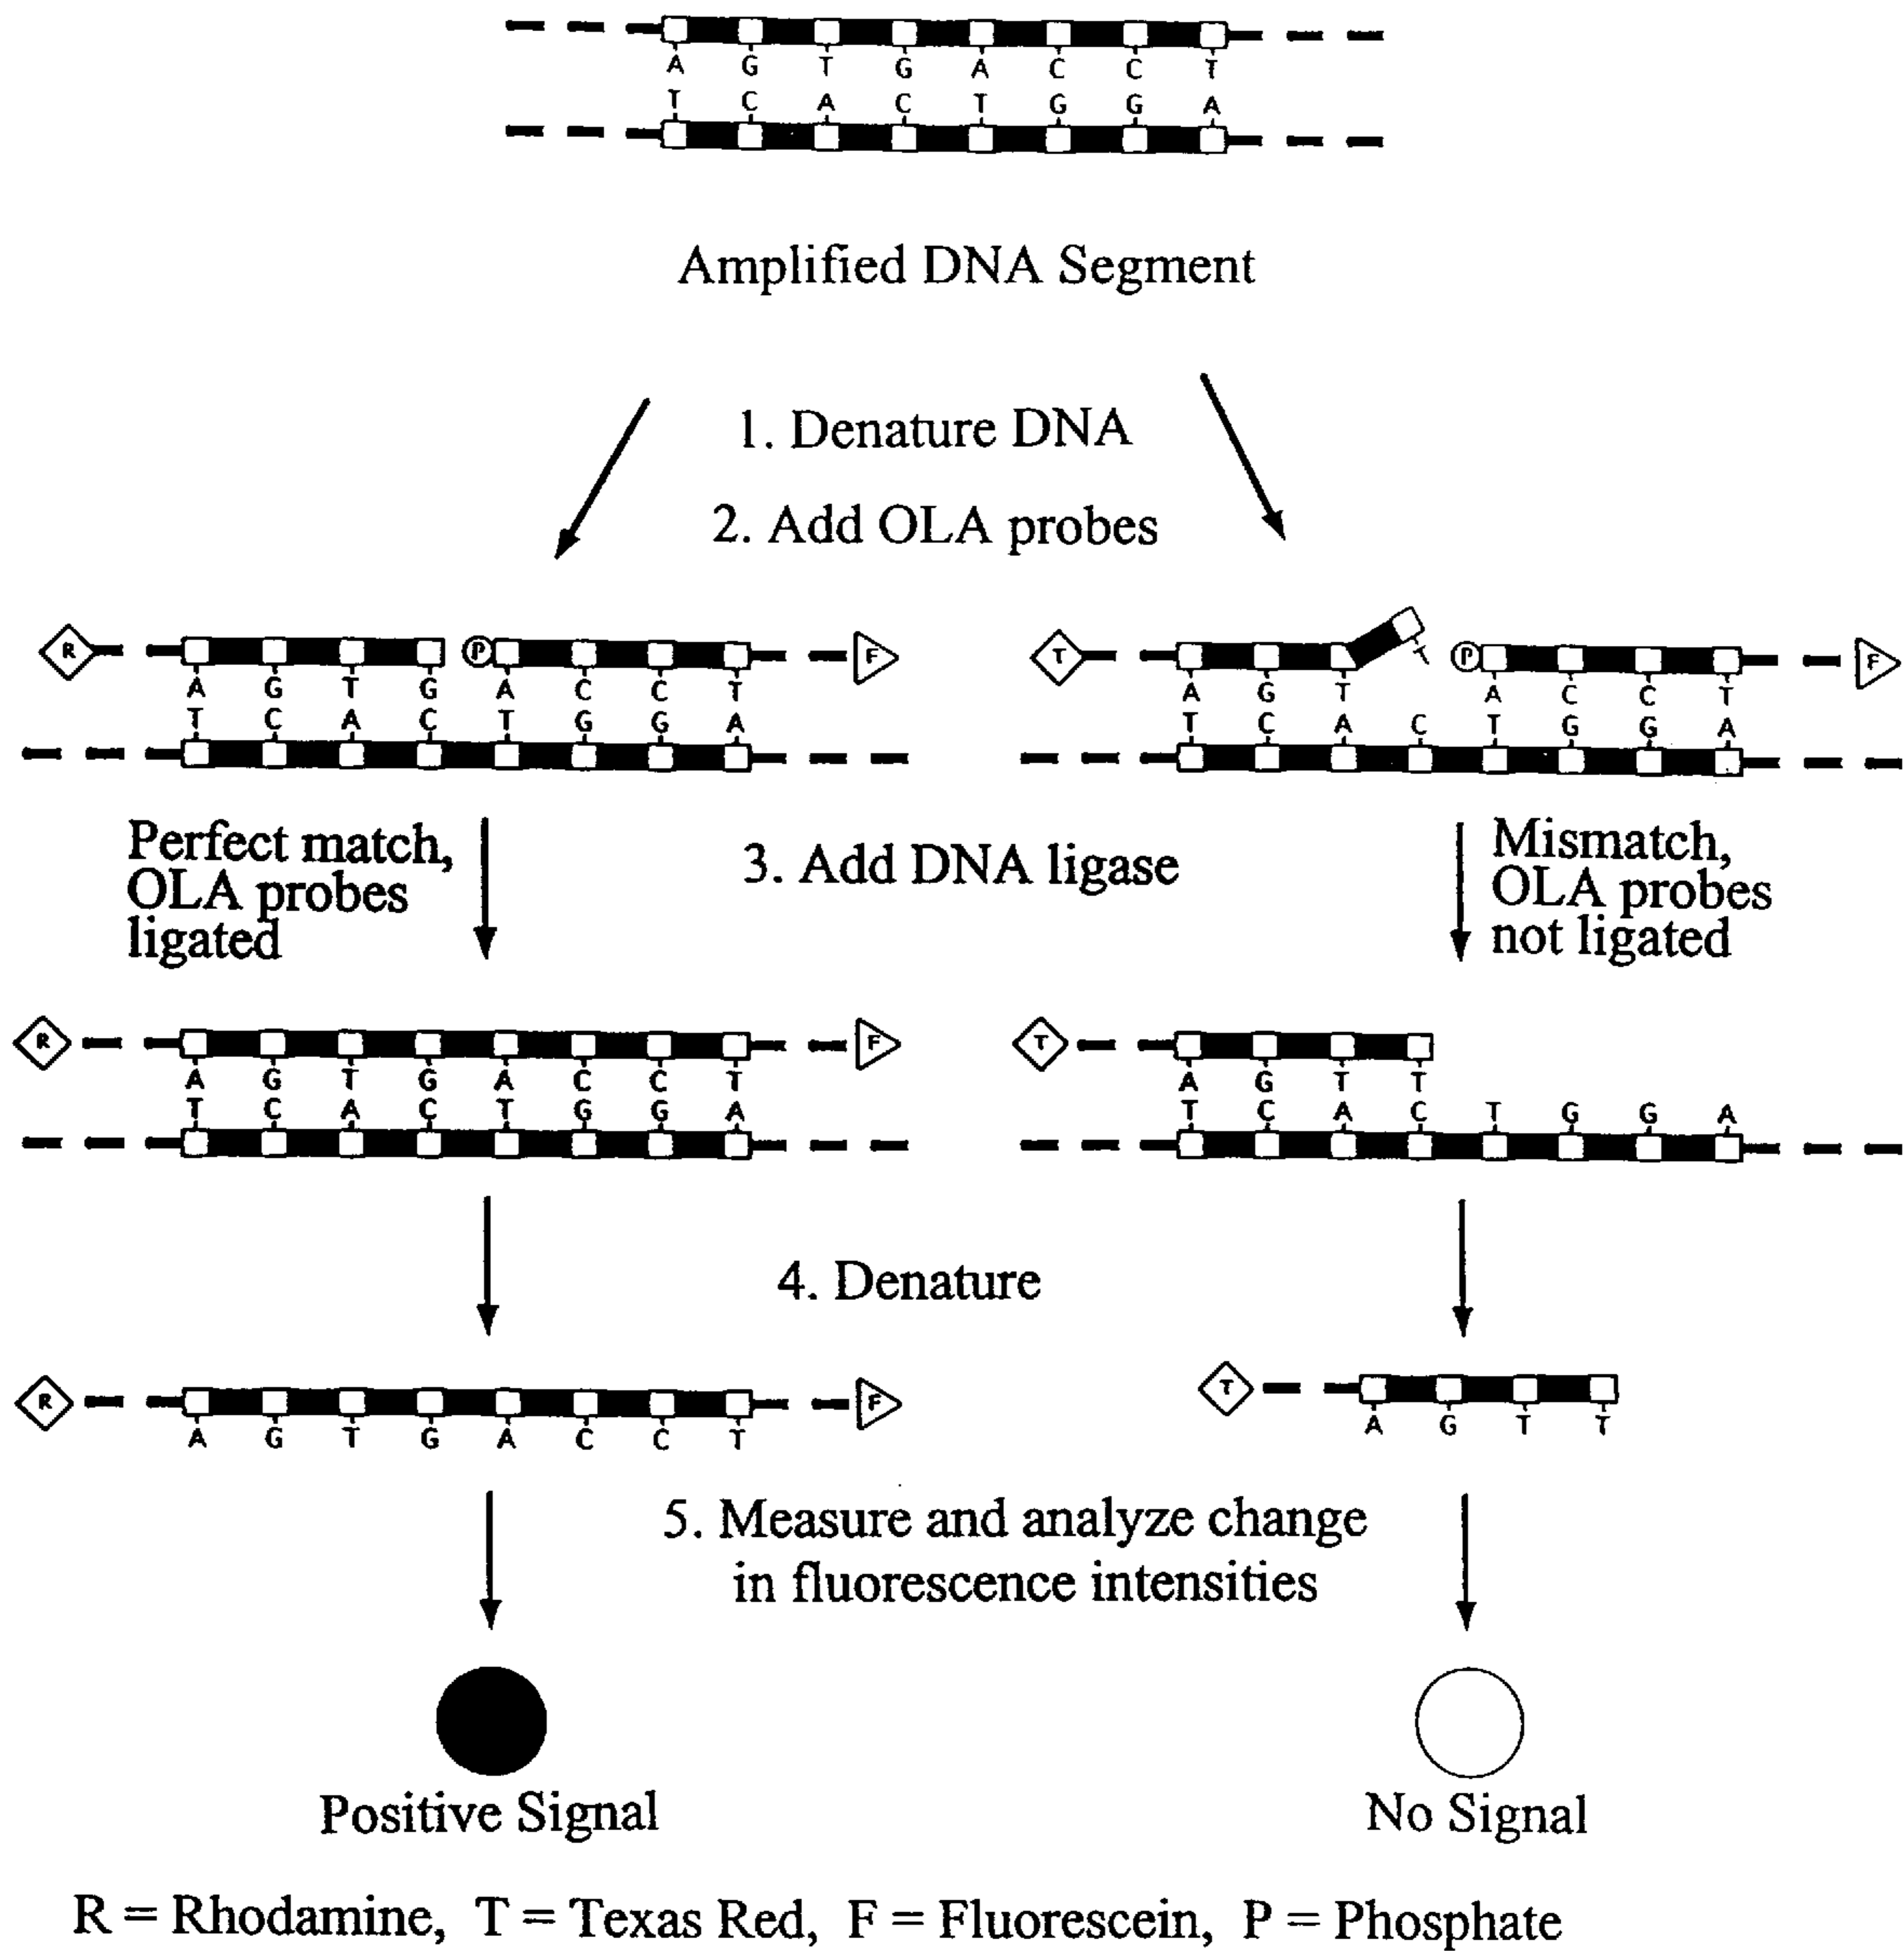 A G T G A C C T
T C A C T G G A
Amplified DNA Segment
1. Denature DNA
2. Add OLA probes
R P F T T P F
A G T G A C C T A G T A C C T
T C A C T G G A T C A C T G G A
Perfect match,
OLA probes
ligated
3. Add DNA ligase
Mismatch,
OLA probes
not ligated
R F T
A G T G A C C T A G T T
T C A C T G G A T C A C T G G A
4. Denature
R F T
A G T G A C C T A G T T
5. Measure and analyze change
in fluorescence intensities
Positive Signal
No Signal
R = Rhodamine, T = Texas Red, F = Fluorescein, P = Phosphate